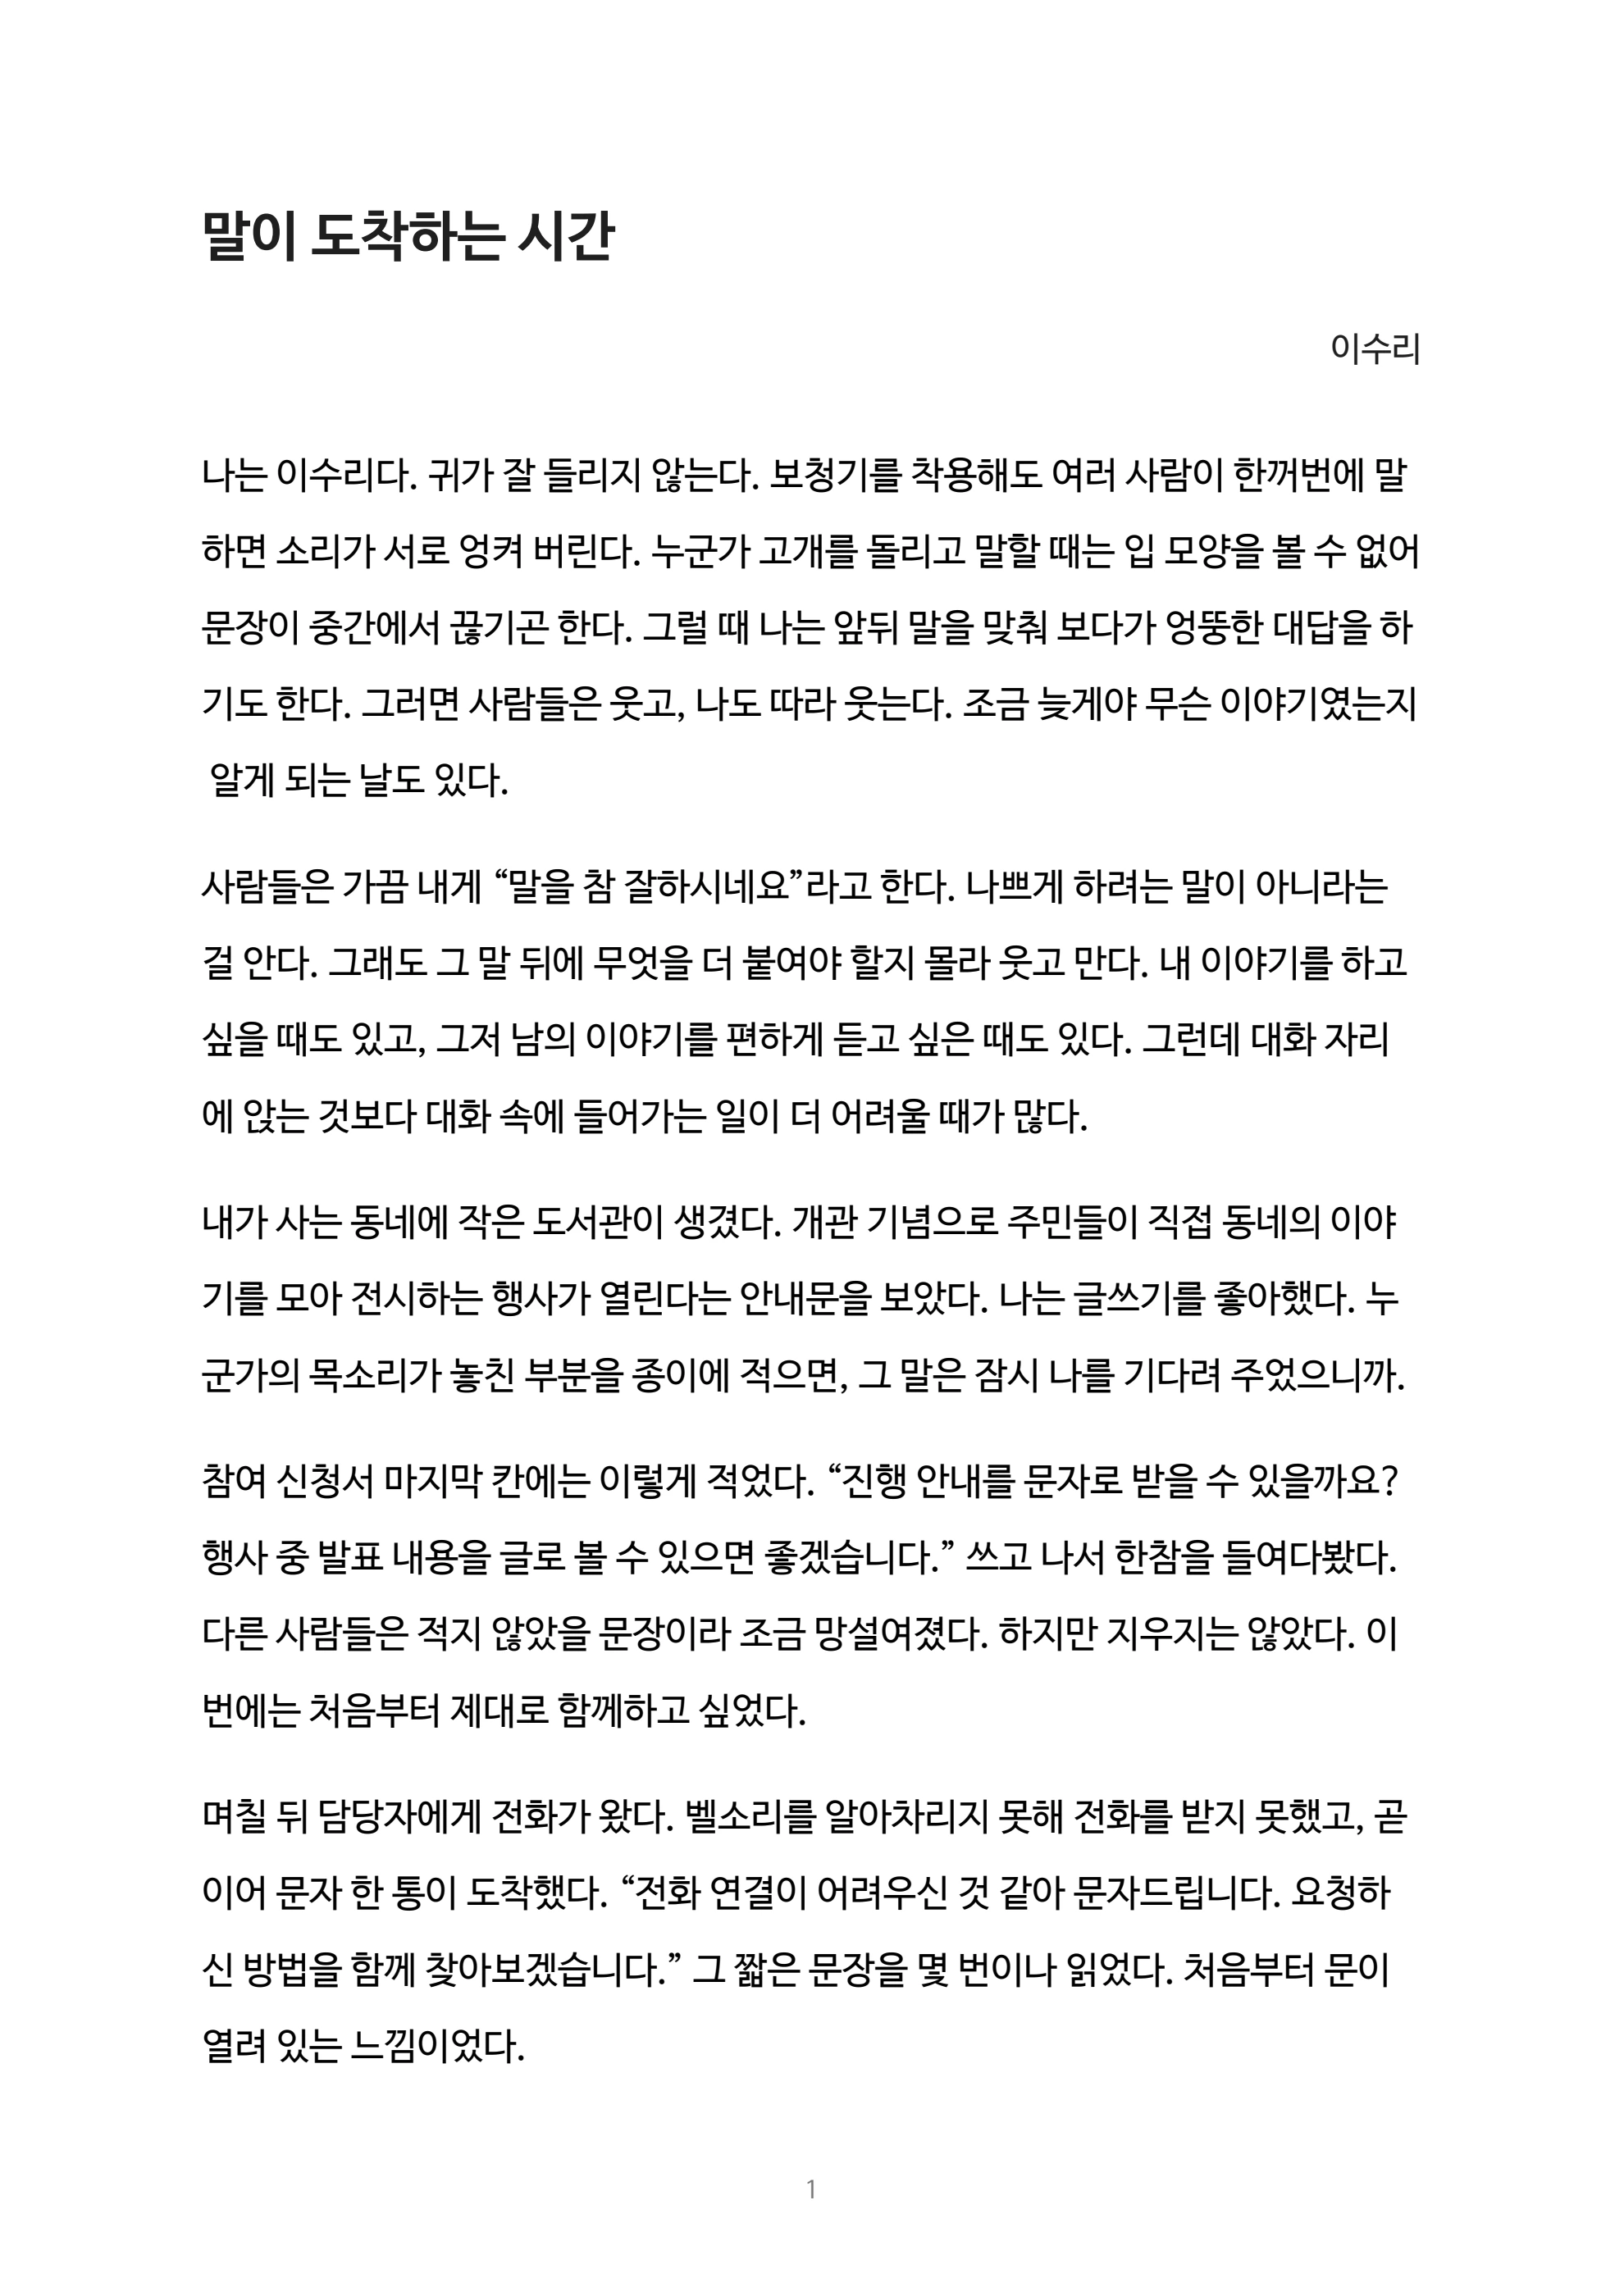 말이 도착하는 시간
이수리
나는 이수리다. 귀가 잘 들리지 않는다. 보청기를 착용해도 여러 사람이 한꺼번에 말
하면 소리가 서로 엉켜 버린다. 누군가 고개를 돌리고 말할 때는 입 모양을 볼 수 없어
문장이 중간에서 끊기곤 한다. 그럴 때 나는 앞뒤 말을 맞춰 보다가 엉뚱한 대답을 하
기도 한다. 그러면 사람들은 웃고, 나도 따라 웃는다. 조금 늦게야 무슨 이야기였는지
알게 되는 날도 있다.
사람들은 가끔 내게 “말을 참 잘하시네요”라고 한다. 나쁘게 하려는 말이 아니라는
걸 안다. 그래도 그 말 뒤에 무엇을 더 붙여야 할지 몰라 웃고 만다. 내 이야기를 하고
싶을 때도 있고, 그저 남의 이야기를 편하게 듣고 싶은 때도 있다. 그런데 대화 자리
에 앉는 것보다 대화 속에 들어가는 일이 더 어려울 때가 많다.
내가 사는 동네에 작은 도서관이 생겼다. 개관 기념으로 주민들이 직접 동네의 이야
기를 모아 전시하는 행사가 열린다는 안내문을 보았다. 나는 글쓰기를 좋아했다. 누
군가의 목소리가 놓친 부분을 종이에 적으면, 그 말은 잠시 나를 기다려 주었으니까.
참여 신청서 마지막 칸에는 이렇게 적었다. “진행 안내를 문자로 받을 수 있을까요?
행사 중 발표 내용을 글로 볼 수 있으면 좋겠습니다.” 쓰고 나서 한참을 들여다봤다.
다른 사람들은 적지 않았을 문장이라 조금 망설여졌다. 하지만 지우지는 않았다. 이
번에는 처음부터 제대로 함께하고 싶었다.
며칠 뒤 담당자에게 전화가 왔다. 벨소리를 알아차리지 못해 전화를 받지 못했고, 곧
이어 문자 한 통이 도착했다. “전화 연결이 어려우신 것 같아 문자드립니다. 요청하
신 방법을 함께 찾아보겠습니다.” 그 짧은 문장을 몇 번이나 읽었다. 처음부터 문이
열려 있는 느낌이었다.
1